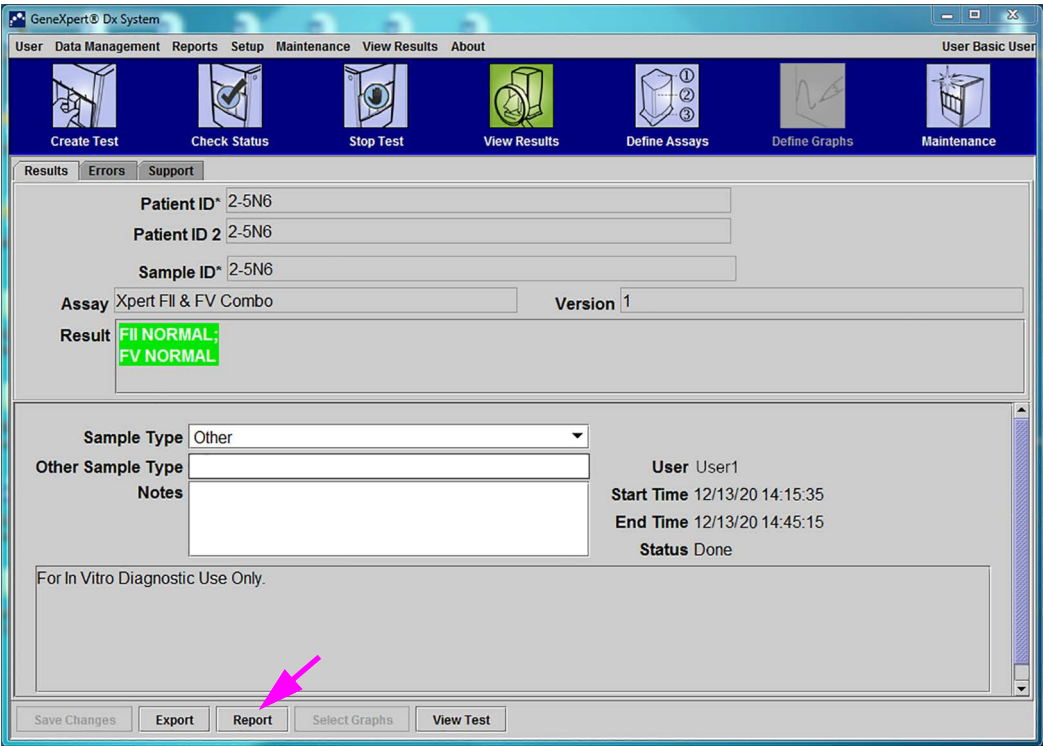 GeneXpert® Dx System
User Data Management Reports Setup Maintenance View Results About User Basic User
1
2
3
Create Test Check Status Stop Test View Results Define Assays Define Graphs Maintenance
Results Errors Support
Patient ID* 2-5N6
Patient ID 2 2-5N6
Sample ID* 2-5N6
Assay Xpert FII & FV Combo Version 1
Result FII NORMAL;
FV NORMAL
Sample Type Other
Other Sample Type User User1
Notes Start Time 12/13/20 14:15:35
End Time 12/13/20 14:45:15
Status Done
For In Vitro Diagnostic Use Only.
Save Changes Export Report Select Graphs View Test